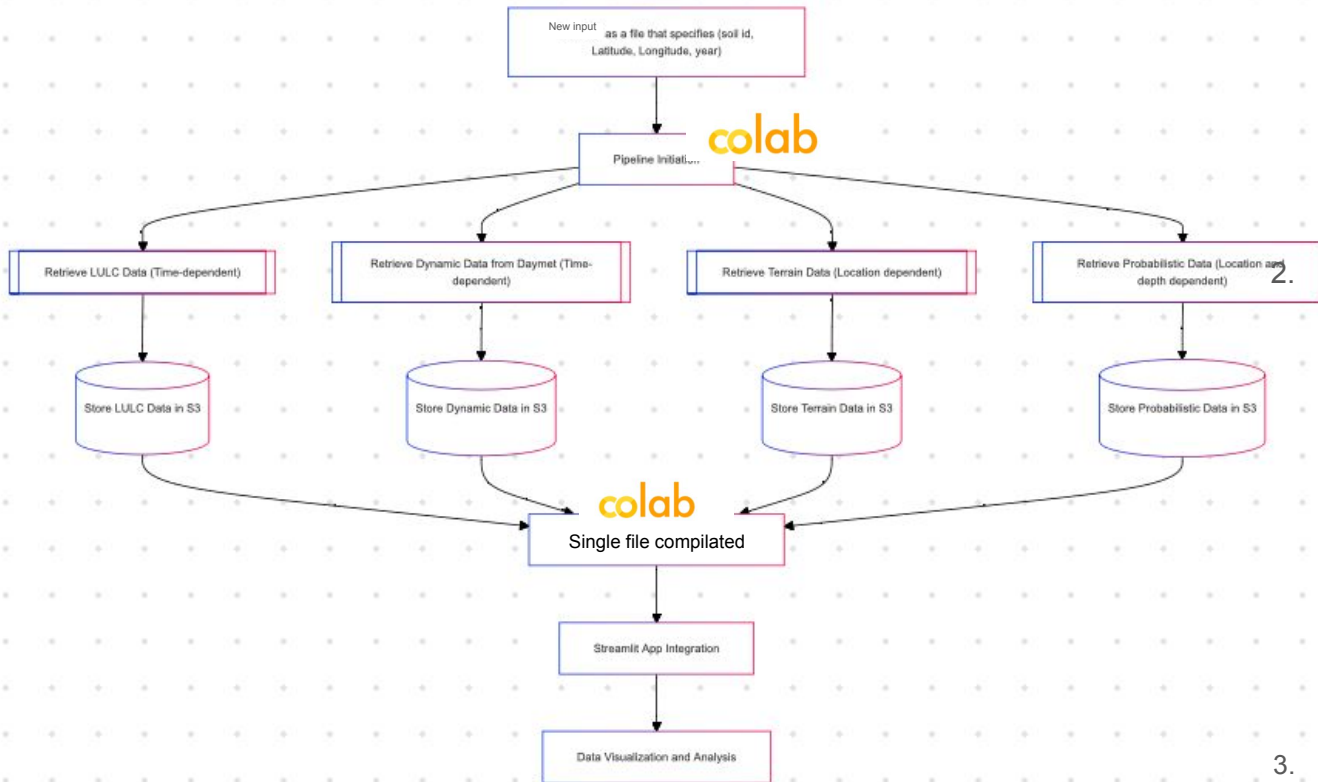 New input as a file that specifies (soil id,
Latitude, Longitude, year)
colab
Pipeline
Retrieve LULC Data (Time-dependent)
Retrieve Dynamic Data from Daymet (Time-
dependent)
Retrieve Terrain Data (Location dependent)
Retrieve Probabilistic Data (Location and
depth dependent)
2.
Store LULC Data in S3
Store Dynamic Data in S3
Store Terrain Data in S3
Store Probabilistic Data in S3
colab
Single file compilated
Streamlit App Integration
Data Visualization and Analysis
3.